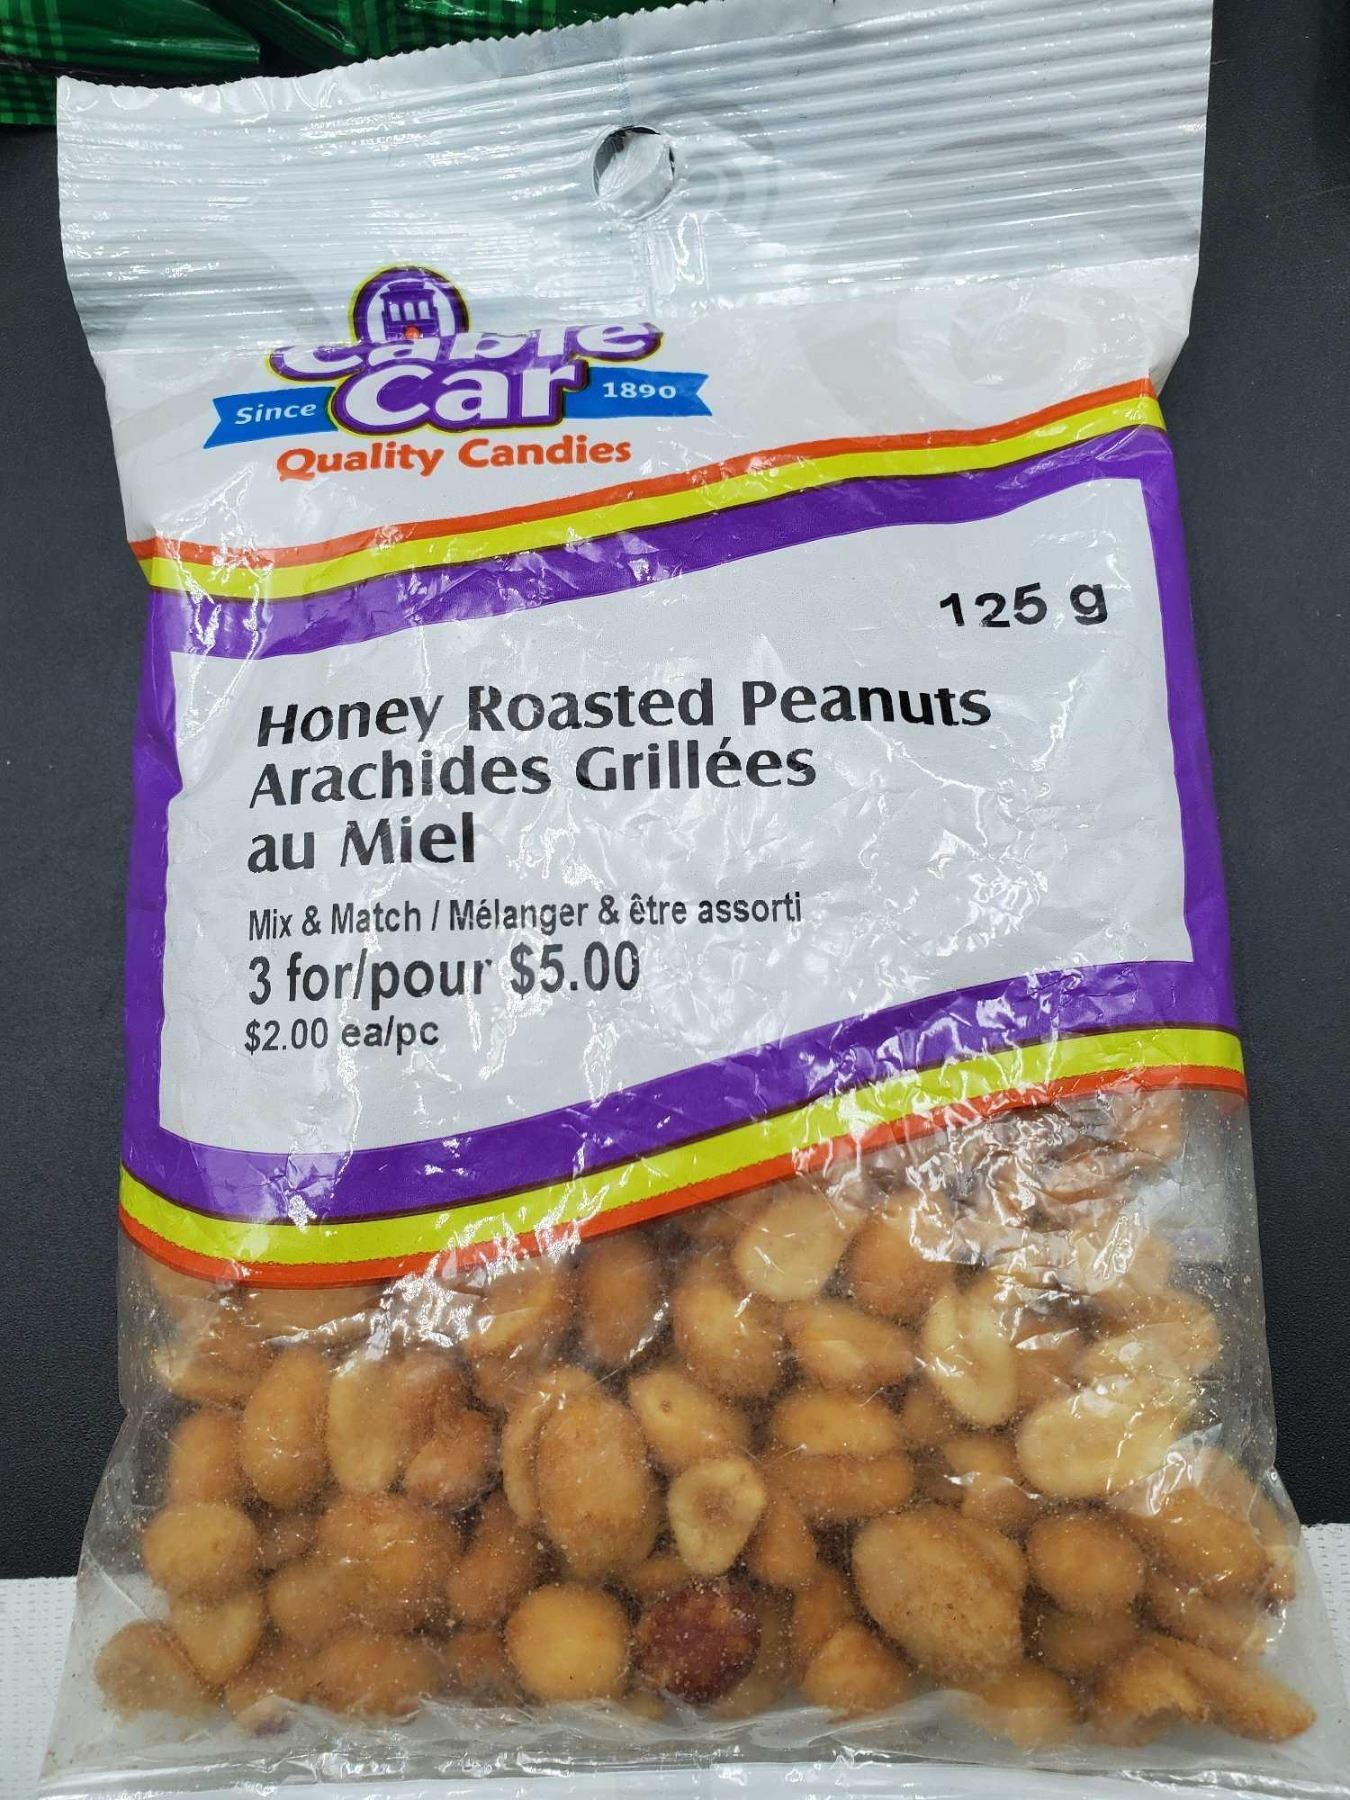 Cable
Car
Since 1890
Quality Candies
125 g
Honey Roasted Peanuts
Arachides Grillées
au Miel
Mix & Match / Mélanger & être assorti
3 for/pour $5.00
$2.00 ea/pc